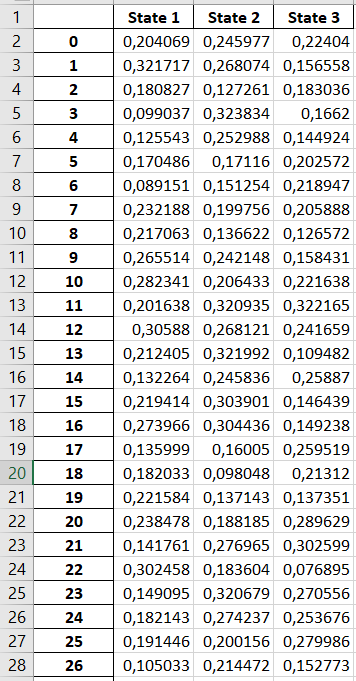 1 State 1 State 2 State 3
2 0 0,204069 0,245977 0,22404
3 1 0,321717 0,268074 0,156558
4 2 0,180827 0,127261 0,183036
5 3 0,099037 0,323834 0,1662
6 4 0,125543 0,252988 0,144924
7 5 0,170486 0,17116 0,202572
8 6 0,089151 0,151254 0,218947
9 7 0,232188 0,199756 0,205888
10 8 0,217063 0,136622 0,126572
11 9 0,265514 0,242148 0,158431
12 10 0,282341 0,206433 0,221638
13 11 0,201638 0,320935 0,322165
14 12 0,30588 0,268121 0,241659
15 13 0,212405 0,321992 0,109482
16 14 0,132264 0,245836 0,25887
17 15 0,219414 0,303901 0,146439
18 16 0,273966 0,304436 0,149238
19 17 0,135999 0,16005 0,259519
20 18 0,182033 0,098048 0,21312
21 19 0,221584 0,137143 0,137351
22 20 0,238478 0,188185 0,289629
23 21 0,141761 0,276965 0,302599
24 22 0,302458 0,183604 0,076895
25 23 0,149095 0,320679 0,270556
26 24 0,182143 0,274237 0,253676
27 25 0,191446 0,200156 0,279986
28 26 0,105033 0,214472 0,152773